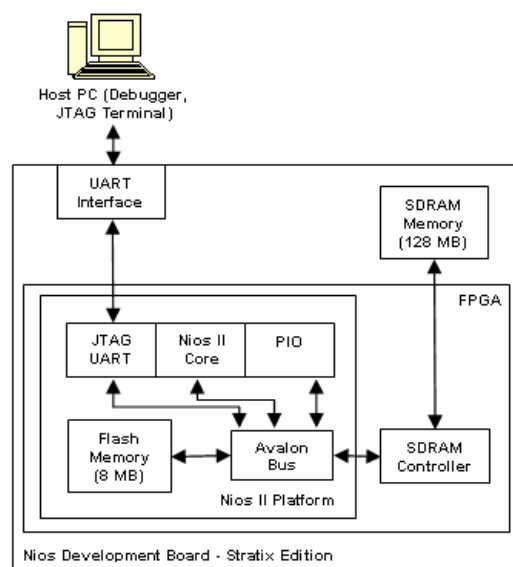 Host PC (Debugger,
JTAG Terminal)
UART
Interface
SDRAM
Memory
(128 MB)
FPGA
JTAG
UART
Nios II
Core
PIO
Flash
Memory
(8 MB)
Avalon
Bus
SDRAM
Controller
Nios II Platform
Nios Development Board - Stratix Edition